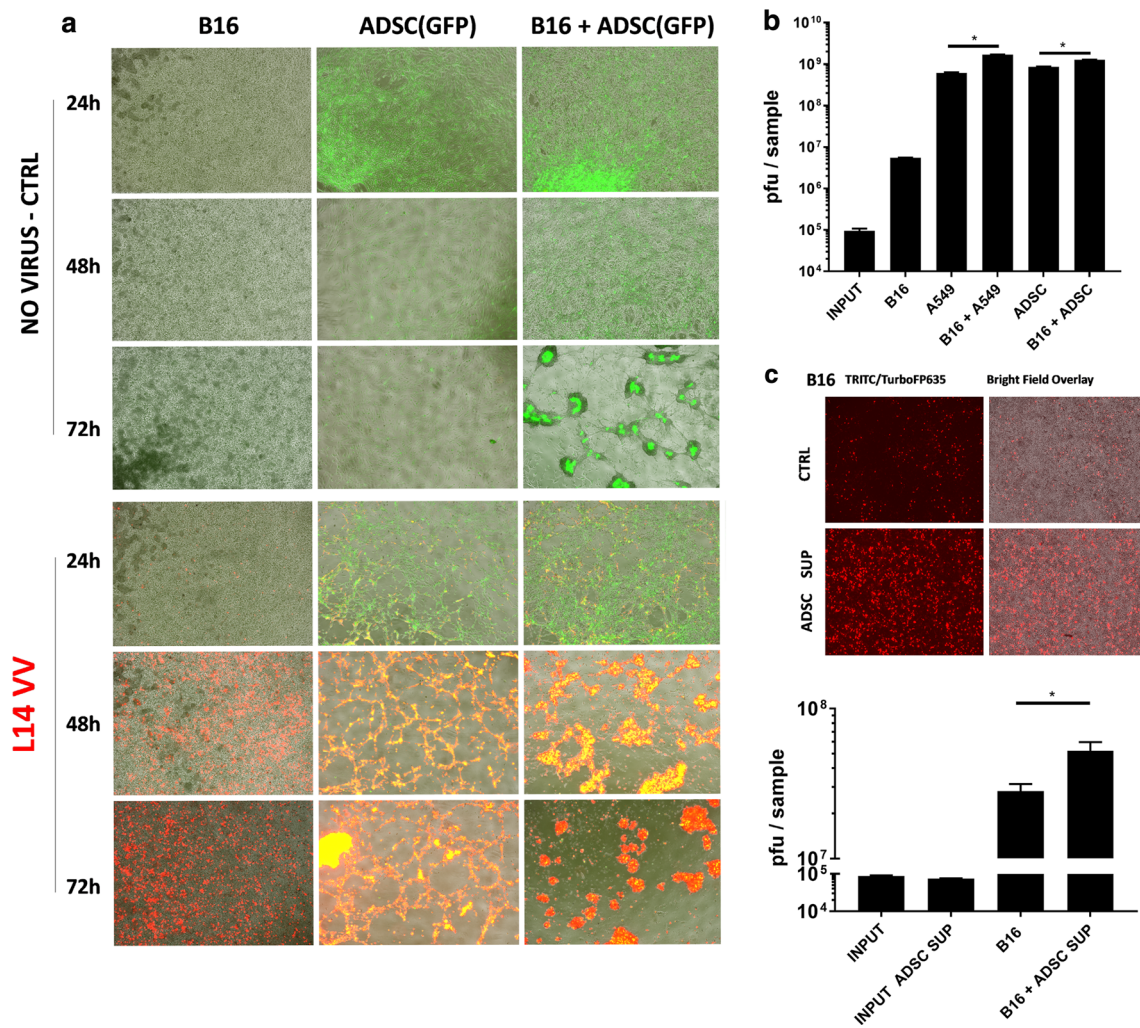 a
B16
ADSC(GFP)
B16 + ADSC(GFP)
NO VIRUS - CTRL
24h
48h
72h
L14 VV
24h
48h
72h
b
pfu / sample
10^10
10^9
10^8
10^7
10^6
10^5
10^4
*
*
INPUT
B16
A549
B16 + A549
ADSC
B16 + ADSC
c
B16 TRITC/TurboFP635
Bright Field Overlay
CTRL
ADSC SUP
pfu / sample
10^8
10^7
10^5
10^4
*
INPUT
INPUT ADSC SUP
B16
B16 + ADSC SUP